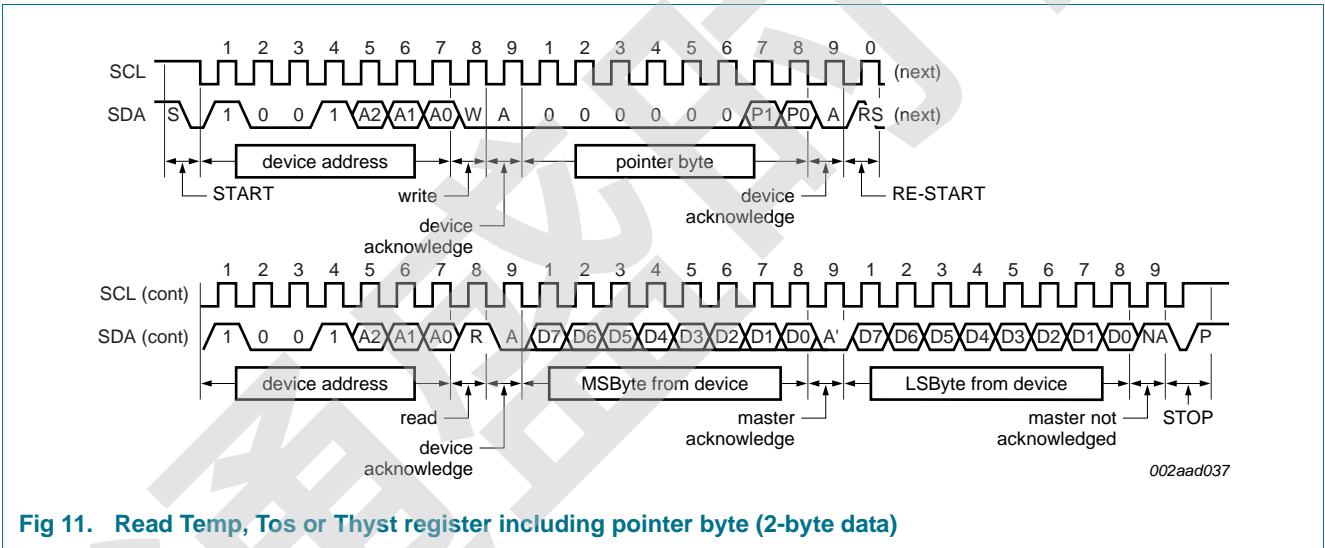 1 2 3 4 5 6 7 8 9 1 2 3 4 5 6 7 8 9 0
SCL (next)
SDA S 1 0 0 1 A2 A1 A0 W A 0 0 0 0 0 0 P1 P0 A RS (next)
device address pointer byte
START write device RE-START
device acknowledge
acknowledge
1 2 3 4 5 6 7 8 9 1 2 3 4 5 6 7 8 9 1 2 3 4 5 6 7 8 9
SCL (cont)
SDA (cont) 1 0 0 1 A2 A1 A0 R A D7 D6 D5 D4 D3 D2 D1 D0 A' D7 D6 D5 D4 D3 D2 D1 D0 NA P
device address MSByte from device LSByte from device
read master master not STOP
device acknowledge acknowledged
acknowledge
002aad037
Fig 11. Read Temp, Tos or Thyst register including pointer byte (2-byte data)